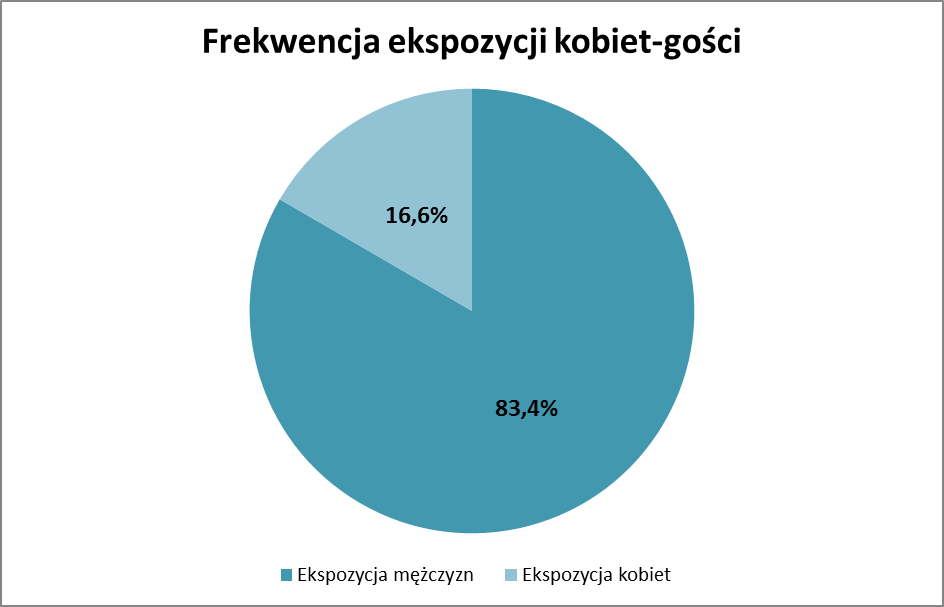 Frekwencja ekspozycji kobiet-gości
16,6%
83,4%
Ekspozycja mężczyzn
Ekspozycja kobiet